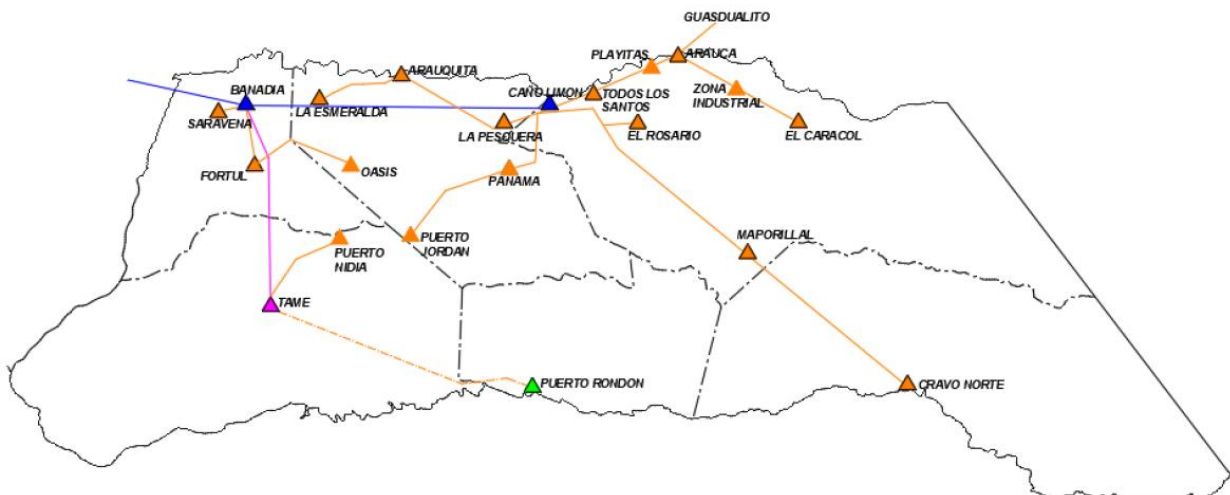 GUASDUALITO
PLAYITAS
ARAUCA
ARAUQUITA
BANADIA
CAÑO LIMON
TODOS LOS
SANTOS
ZONA
INDUSTRIAL
LA ESMERALDA
SARAVENA
LA PESQUERA
EL ROSARIO
EL CARACOL
FORTUL
OASIS
PANAMA
PUERTO
NIDIA
PUERTO
JORDAN
MAPORILLAL
TAME
PUERTO RONDON
CRAVO NORTE